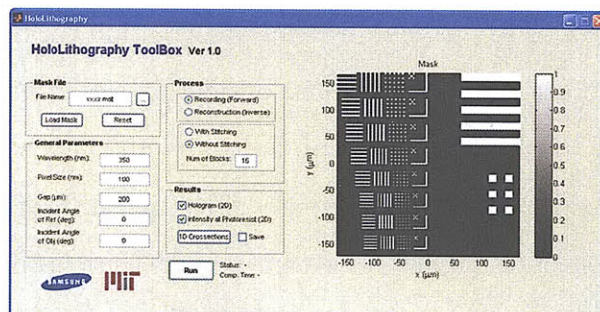 HoloLithography
HoloLithography ToolBox Ver 1.0
Mask File
File Name:
...
Load Mask
Reset
General Parameters
Wavelength (nm): 350
Pixel Size (nm): 100
Gap (μm): 200
Incident Angle
of Ref (deg): 0
Incident Angle
of Obj (deg): 0
SAMSUNG
MIT
Process
Recording (Forward)
Reconstruction (Inverse)
With Stitching
Without Stitching
Num of Blocks: 15
Results
Hologram (2D)
Intensity at Photoresist (2D)
1D Crossections
Save
Run
Status: -
Comp. Time: -
Mask
y (μm)
150
100
50
0
-50
-100
-150
-150 -100 -50 0 50 100 150
x (μm)
1
0.9
0.8
0.7
0.6
0.5
0.4
0.3
0.2
0.1
0